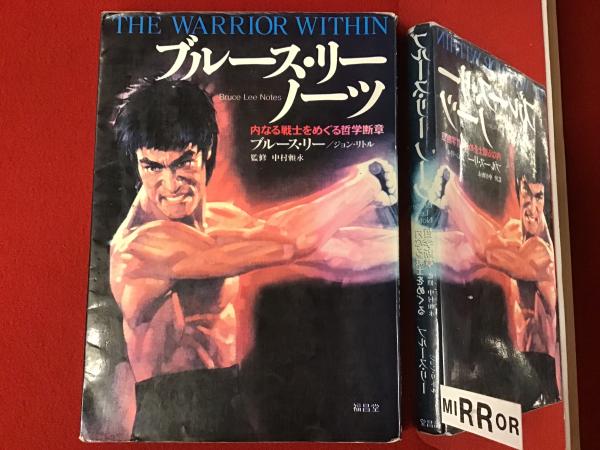 THE WARRIOR WITHIN
ブルース・リー
ノーツ
Bruce Lee Notes
内なる戦士をめぐる哲学断章
ブルース・リー/ジョン・リトル
監修 中村頼永
福昌堂
MIRROR